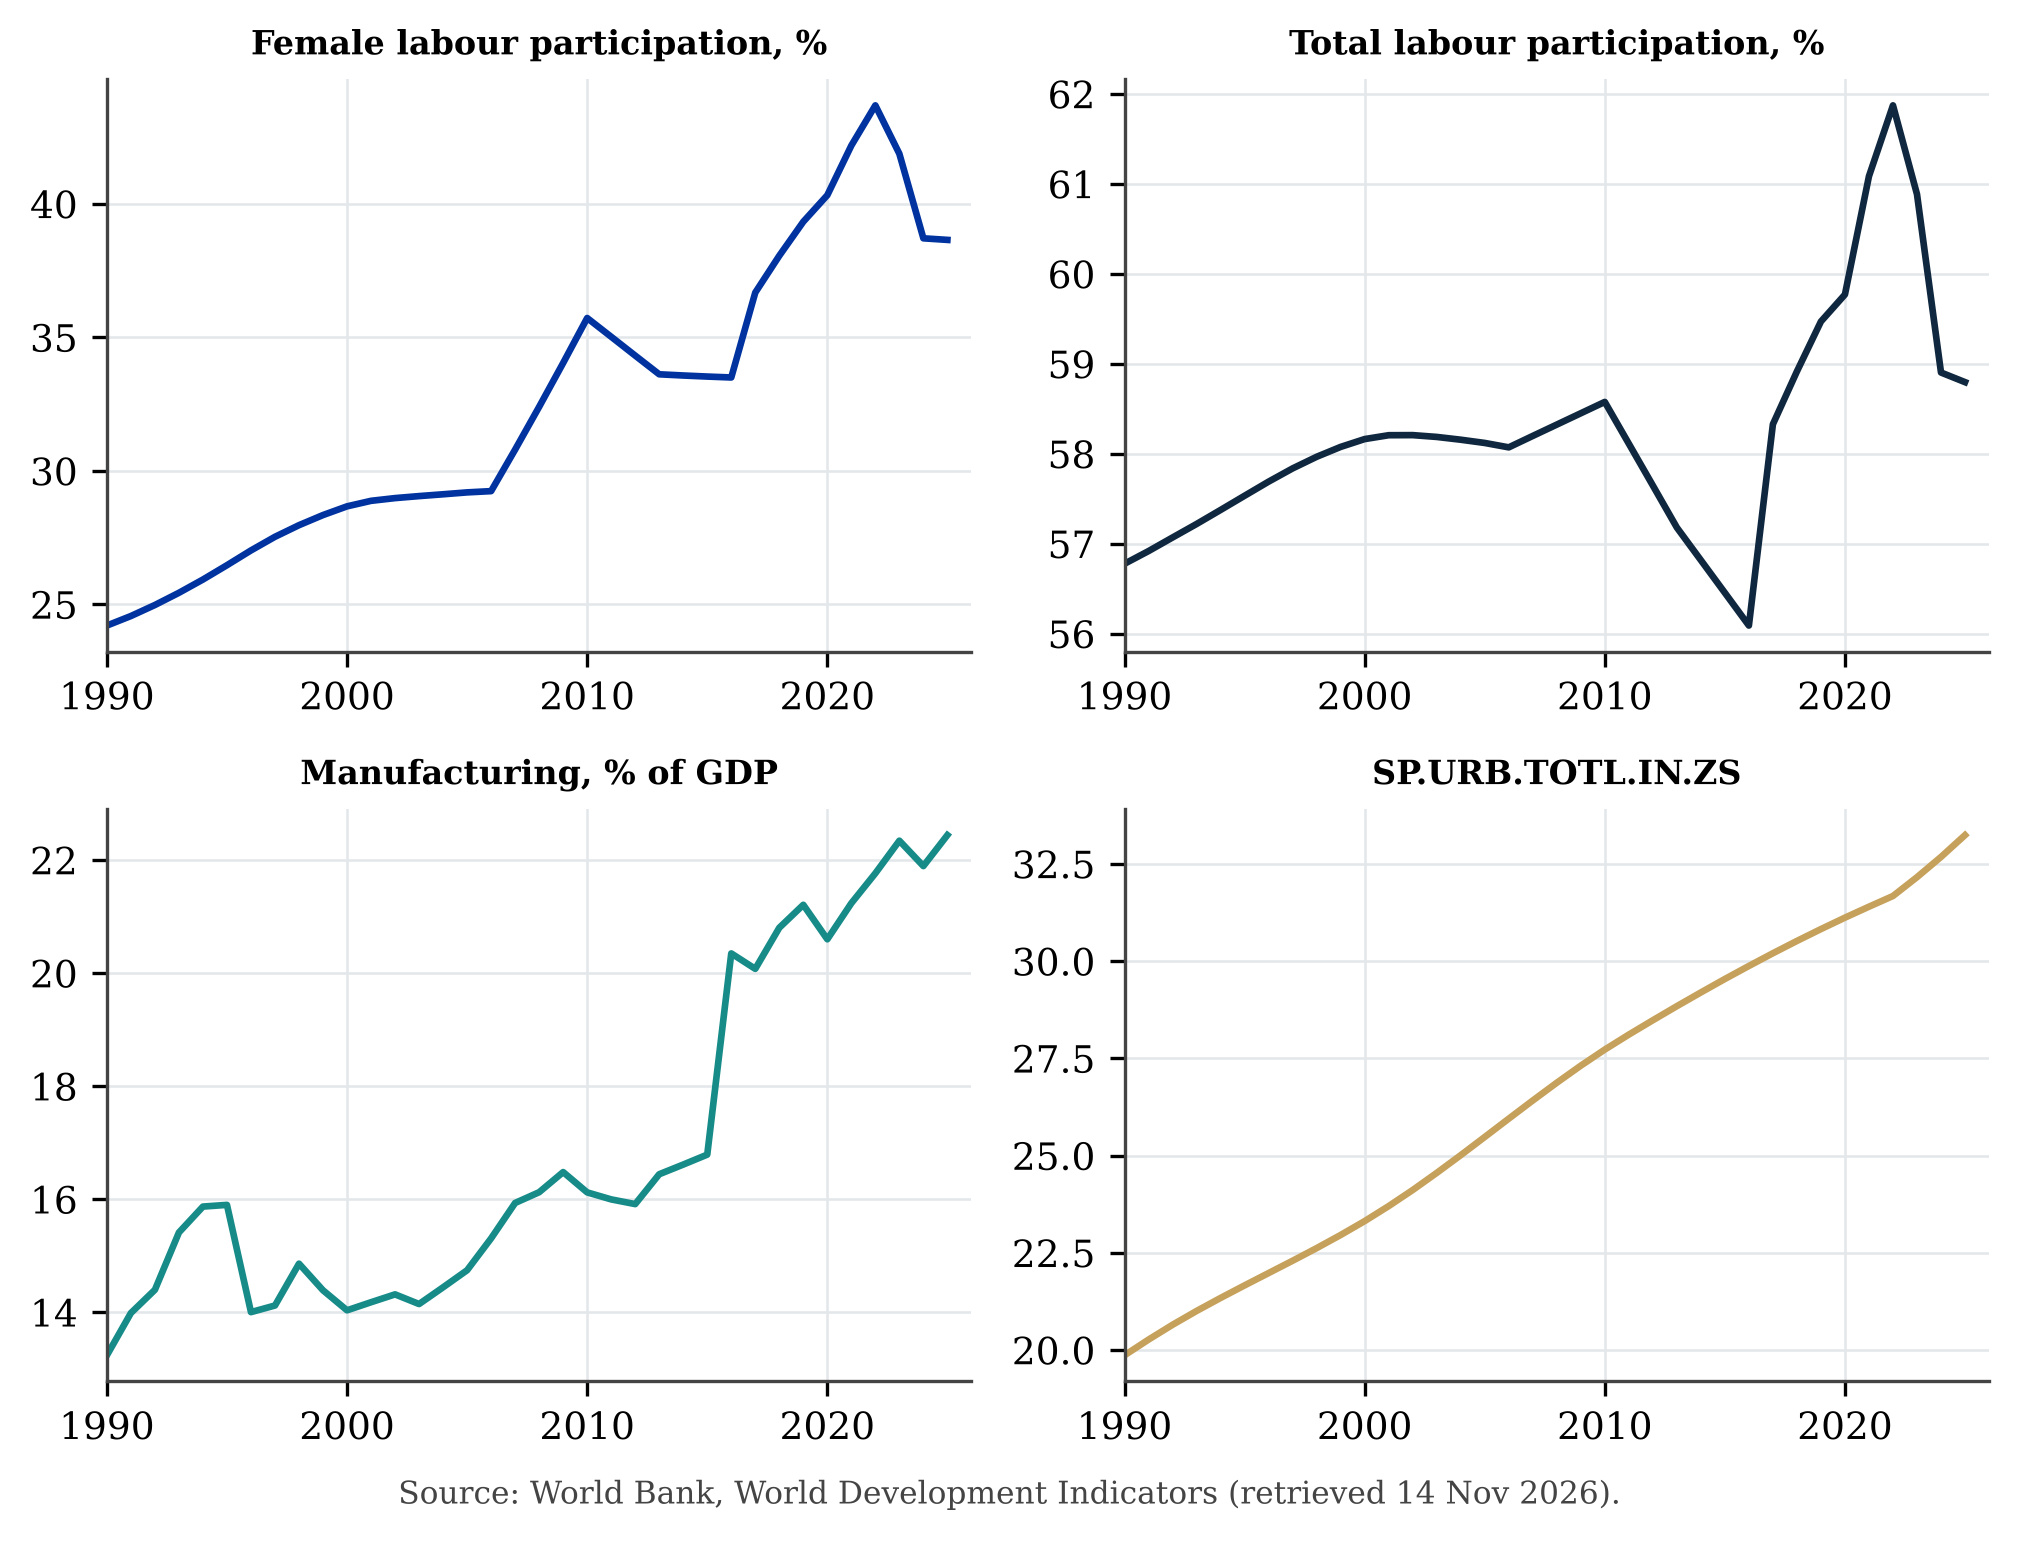 Female labour participation, %
Total labour participation, %
40
35
30
25
1990 2000 2010 2020
62
61
60
59
58
57
56
1990 2000 2010 2020
Manufacturing, % of GDP
SP.URB.TOTL.IN.ZS
22
20
18
16
14
1990 2000 2010 2020
32.5
30.0
27.5
25.0
22.5
20.0
1990 2000 2010 2020
Source: World Bank, World Development Indicators (retrieved 14 Nov 2026).